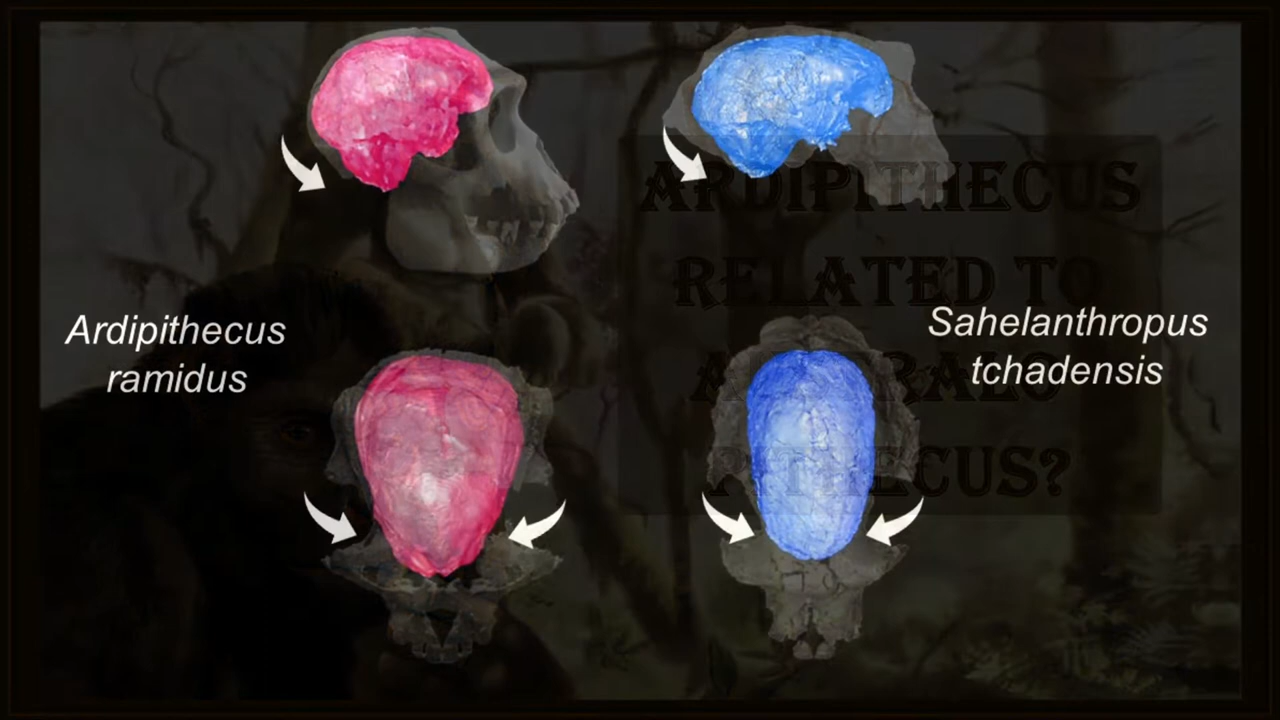 ARDIPITHECUS
RELATED TO
Ardipithecus
ramidus
Sahelanthropus
tchadensis